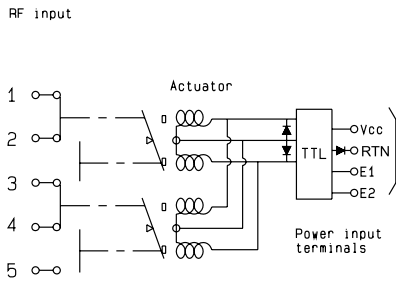 RF input
Actuator
1
2
3
4
5
TTL
Vcc
RTN
E1
E2
Power input
terminals